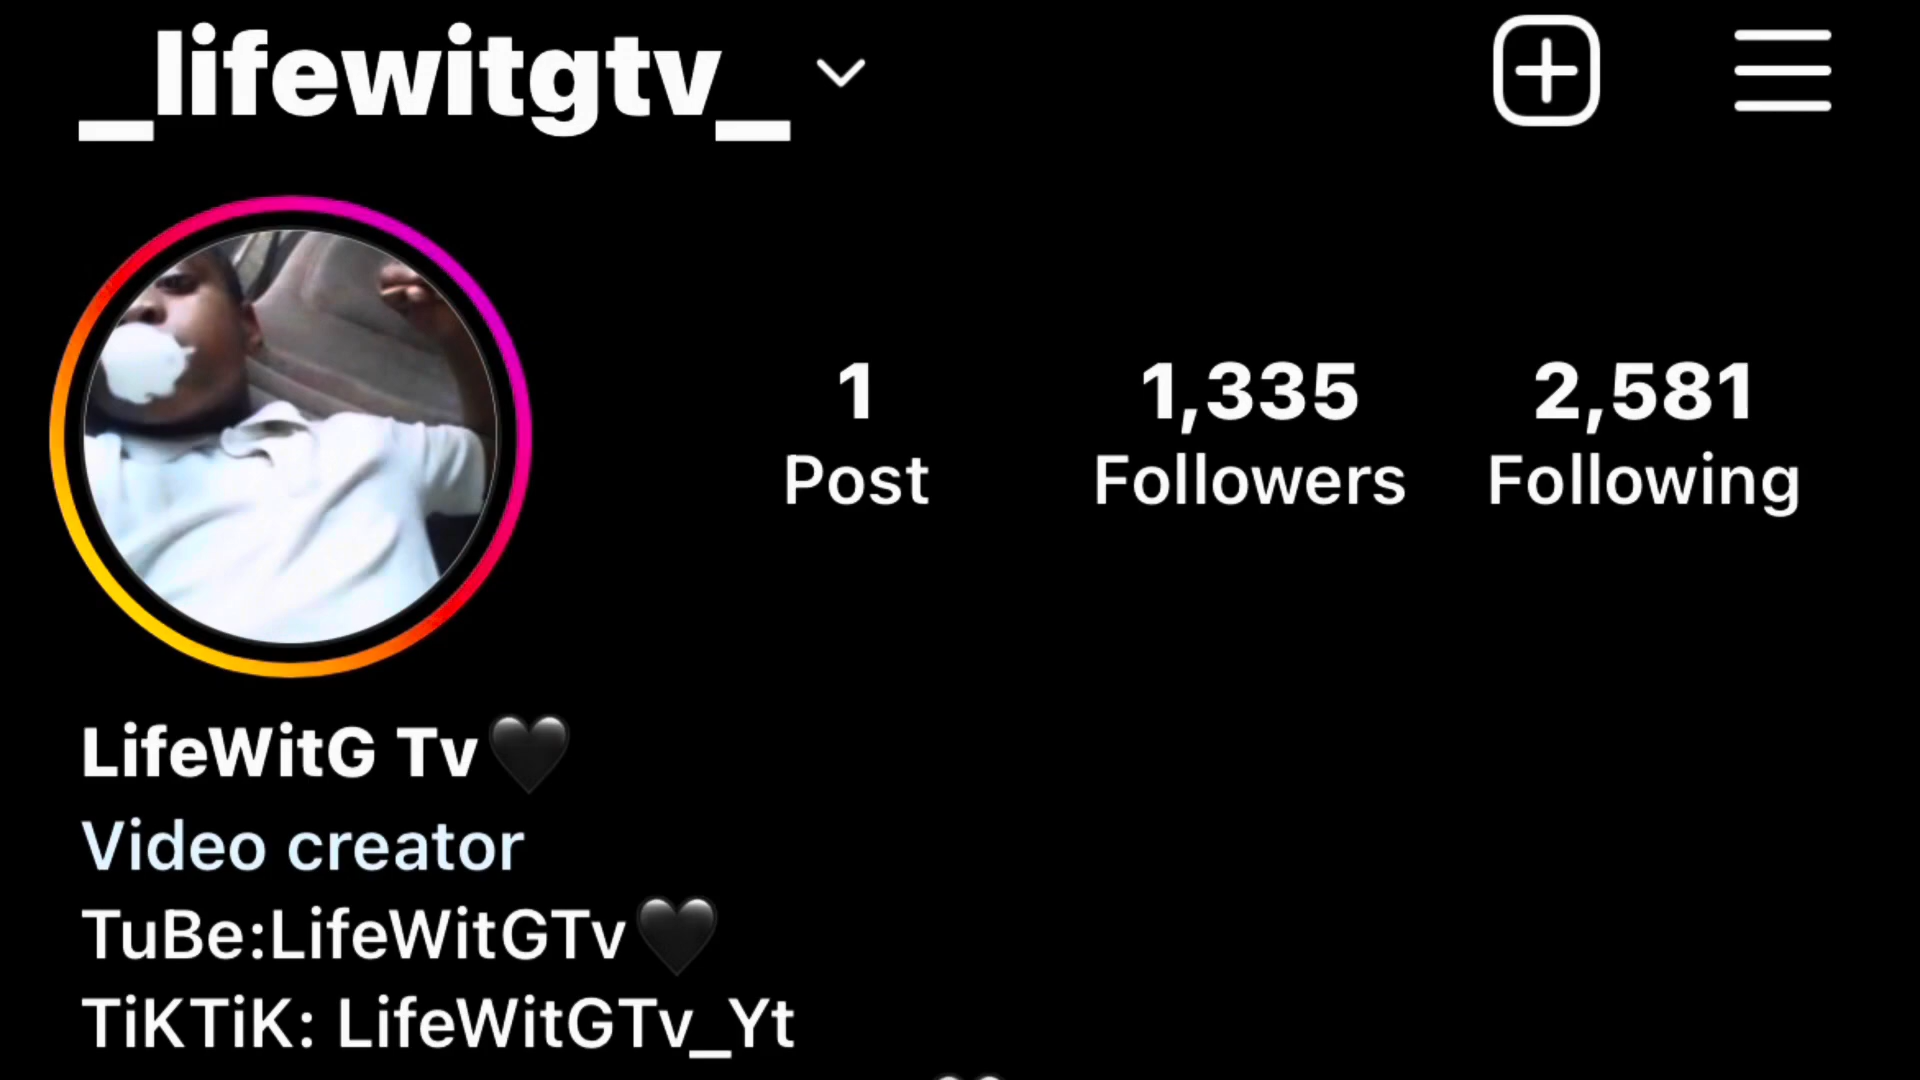 _lifewitgtv_
1 1,335 2,581
Post Followers Following
LifeWitG Tv🖤
Video creator
TuBe:LifeWitGTv🖤
TiKTiK: LifeWitGTv_Yt